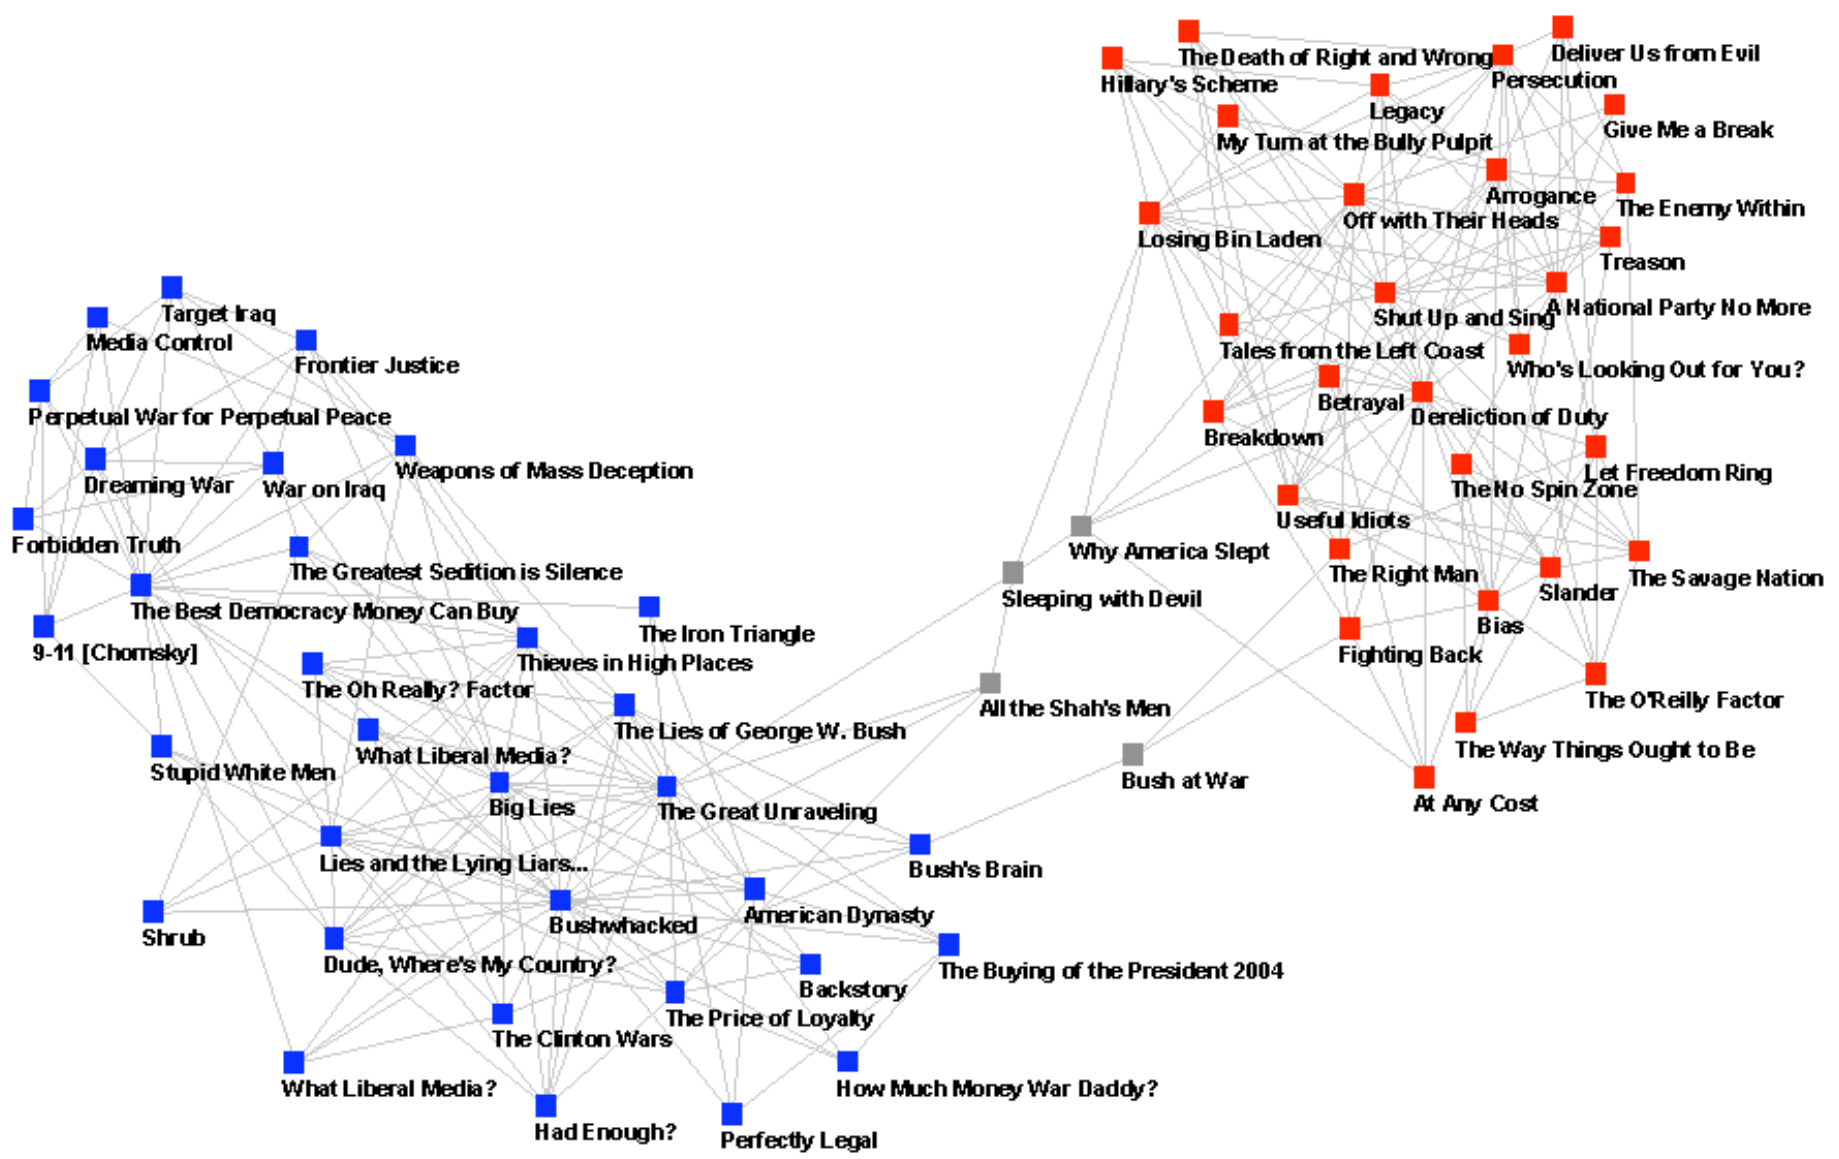 The Death of Right and Wrong
Deliver Us from Evil
Hillary's Scheme
Persecution
Legacy
Give Me a Break
My Turn at the Bully Pulpit
Arrogance
The Enemy Within
Off with Their Heads
Losing Bin Laden
Treason
A National Party No More
Shut Up and Sing
Tales from the Left Coast
Who's Looking Out for You?
Betrayal
Dereliction of Duty
Breakdown
Let Freedom Ring
The No Spin Zone
Useful Idiots
Why America Slept
The Right Man
The Savage Nation
Slander
Sleeping with Devil
Bias
Fighting Back
The O'Reilly Factor
All the Shah's Men
The Way Things Ought to Be
Bush at War
At Any Cost
Target Iraq
Media Control
Frontier Justice
Perpetual War for Perpetual Peace
Weapons of Mass Deception
Dreaming War
War on Iraq
Forbidden Truth
The Greatest Sedition is Silence
The Best Democracy Money Can Buy
The Iron Triangle
9-11 [Chomsky]
Thieves in High Places
The Oh Really? Factor
The Lies of George W. Bush
What Liberal Media?
Stupid White Men
Big Lies
The Great Unraveling
Lies and the Lying Liars...
Bush's Brain
American Dynasty
Bushwhacked
Shrub
Dude, Where's My Country?
The Buying of the President 2004
Backstory
The Price of Loyalty
The Clinton Wars
What Liberal Media?
How Much Money War Daddy?
Had Enough?
Perfectly Legal